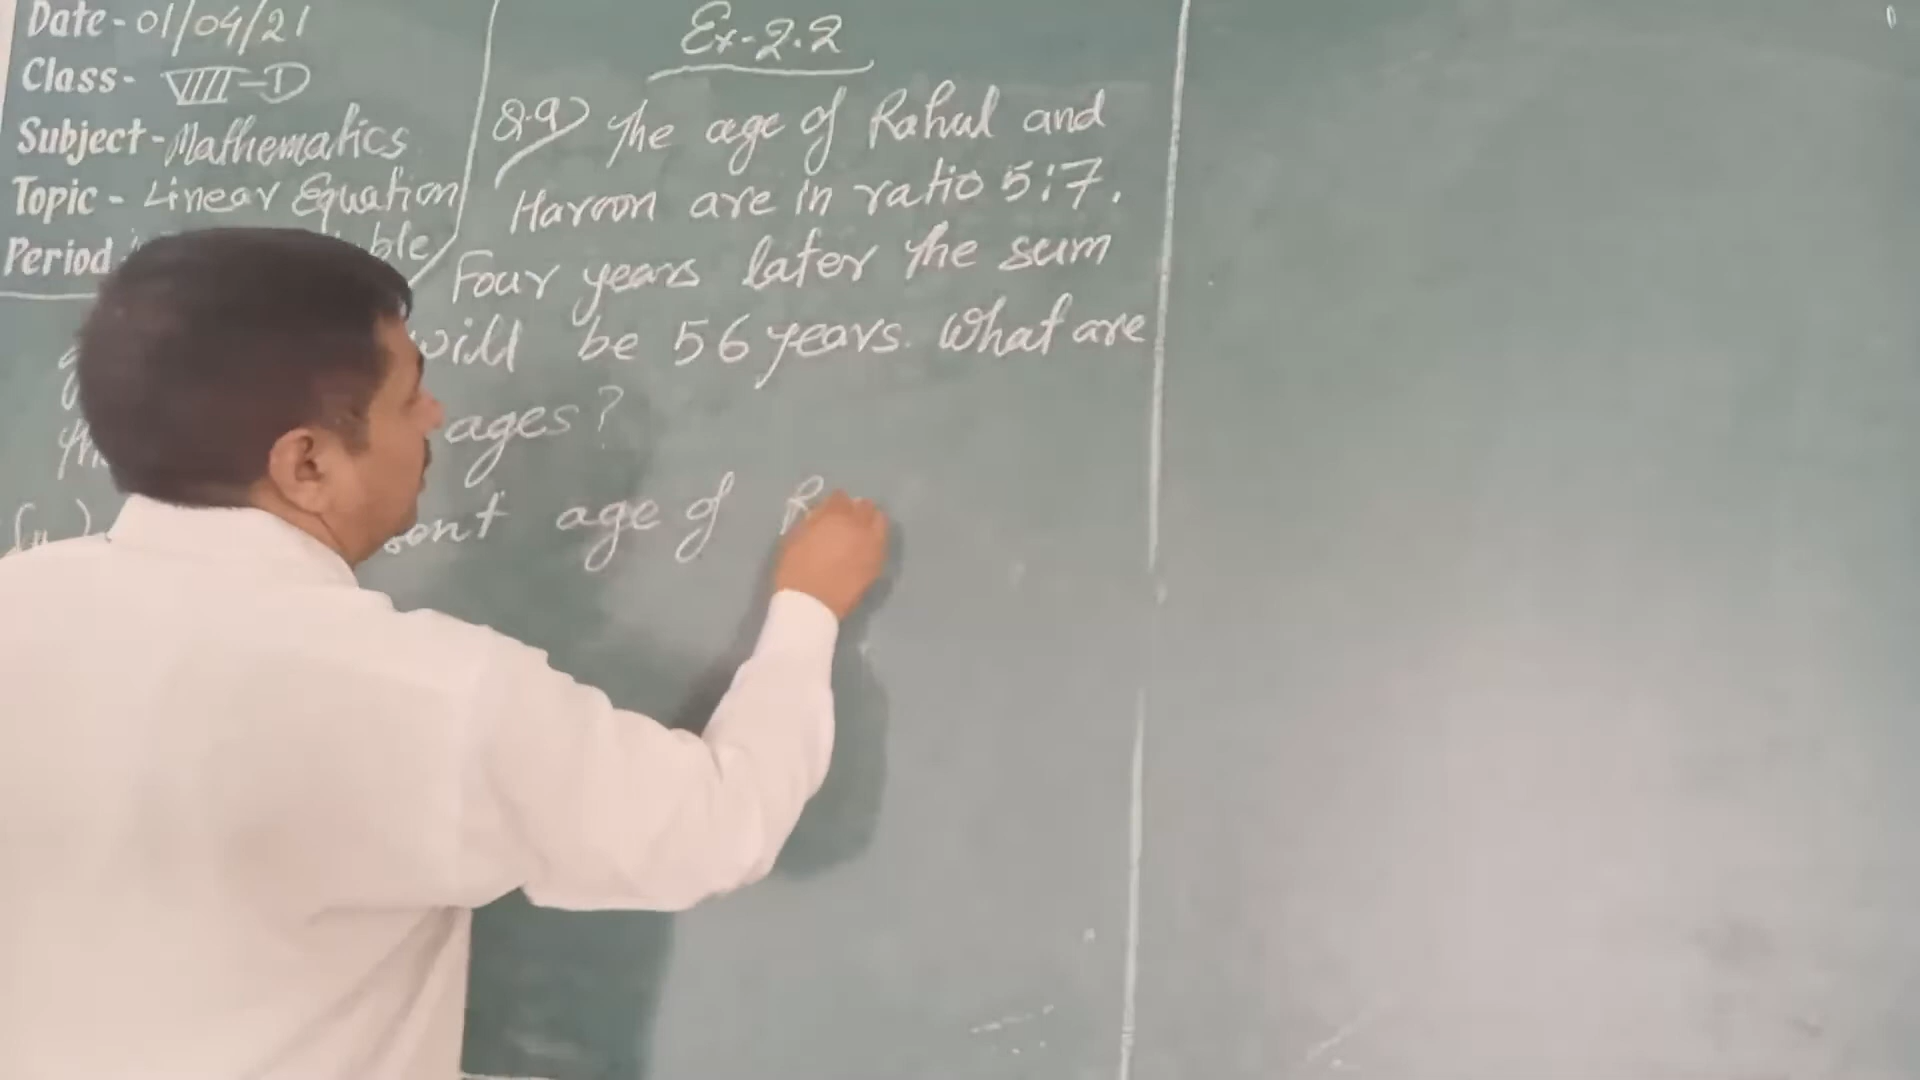 Date - 01/04/21
Class - VIII - D
Subject - Mathematics
Topic - Linear Equation
Period
Ex-2.2
Q.9) The age of Rahul and
Haroon are in ratio 5:7.
Four years later the sum
will be 56 years. What are
ages?
age of